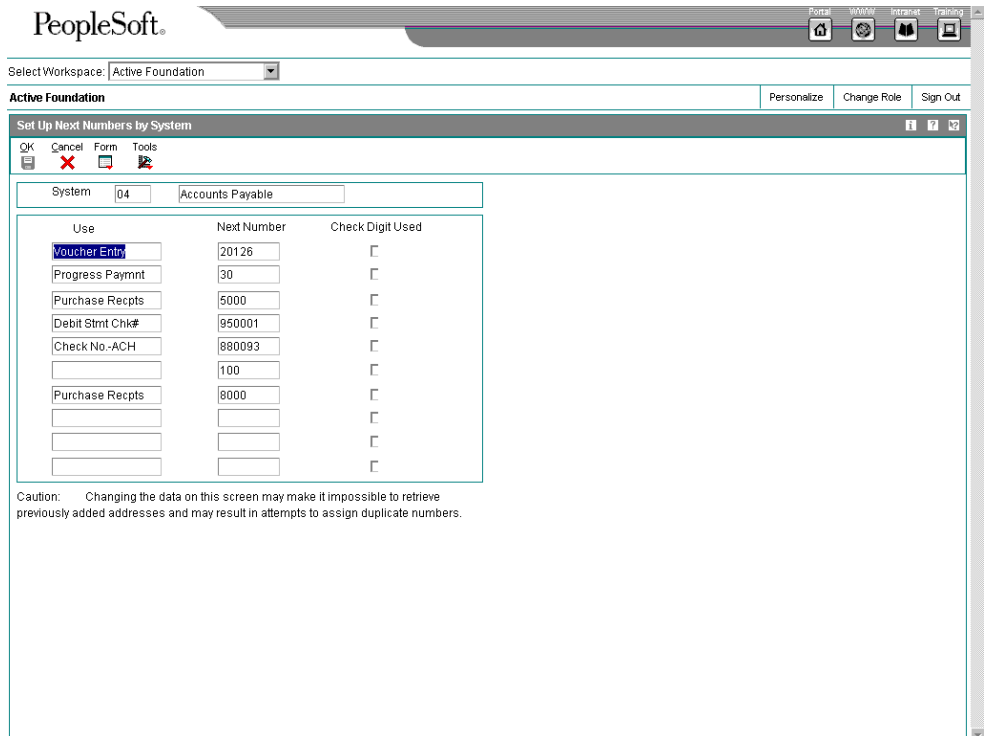 Portal WWW Intranet Training
PeopleSoft.
Select Workspace: Active Foundation
Active Foundation Personalize Change Role Sign Out
Set Up Next Numbers by System i ? ?
OK Cancel Form Tools
System 04 Accounts Payable
Use Next Number Check Digit Used
Voucher Entry 20126
Progress Paymnt 30
Purchase Recpts 5000
Debit Stmt Chk# 950001
Check No.-ACH 880093
100
Purchase Recpts 8000
Caution: Changing the data on this screen may make it impossible to retrieve
previously added addresses and may result in attempts to assign duplicate numbers.